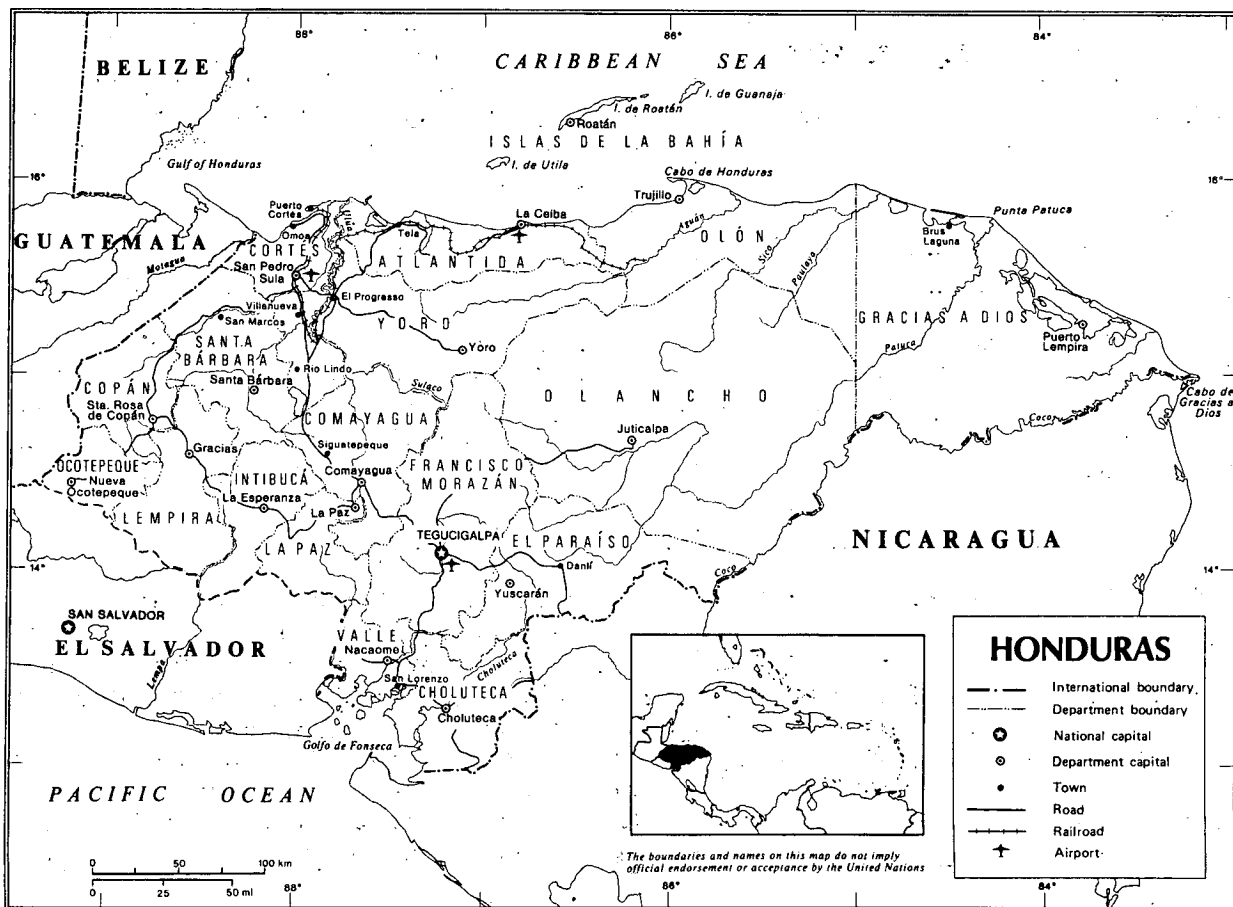 88°
86°
84°
BELIZE
CARIBBEAN SEA
I. de Guanaja
I. de Roatán
Roatán
ISLAS DE LA BAHÍA
I. de Utila
Gulf of Honduras
Cabo de Honduras
16°
16°
Trujillo
Puerto
Cortés
Omoa
Ulúa
La Ceiba
Tela
Aguán
Punta Patuca
Brus
Laguna
GUATEMALA
Motagua
CORTÉS
ATLANTIDA
OLÓN
Sico
Paulaya
San Pedro
Sula
El Progresso
Villanueva
San Marcos
YORO
Yoro
GRACIAS A DIOS
Puerto
Lempira
Patuca
SANTA
BÁRBARA
Rio Lindo
Santa Bárbara
Sulaco
COPÁN
Sta. Rosa
de Copán
COMAYAGUA
OLANCHO
Cabo de
Gracias a
Dios
Coco
Juticalpa
Siguatepeque
Gracias
OCOTEPEQUE
Nueva
Ocotepeque
INTIBUCÁ
Comayagua
FRANCISCO
MORAZÁN
La Esperanza
La Paz
LEMPIRA
LA PAZ
TEGUCIGALPA
EL PARAÍSO
Danlí
NICARAGUA
Coco
14°
14°
Yuscarán
SAN SALVADOR
EL SALVADOR
Lempa
VALLE
Nacaome
Choluteca
San Lorenzo
CHOLUTECA
Choluteca
Golfo de Fonseca
PACIFIC OCEAN
HONDURAS
International boundary
Department boundary
National capital
Department capital
Town
Road
Railroad
Airport
The boundaries and names on this map do not imply
official endorsement or acceptance by the United Nations
0 50 100 km
0 25 50 ml
88°
86°
84°